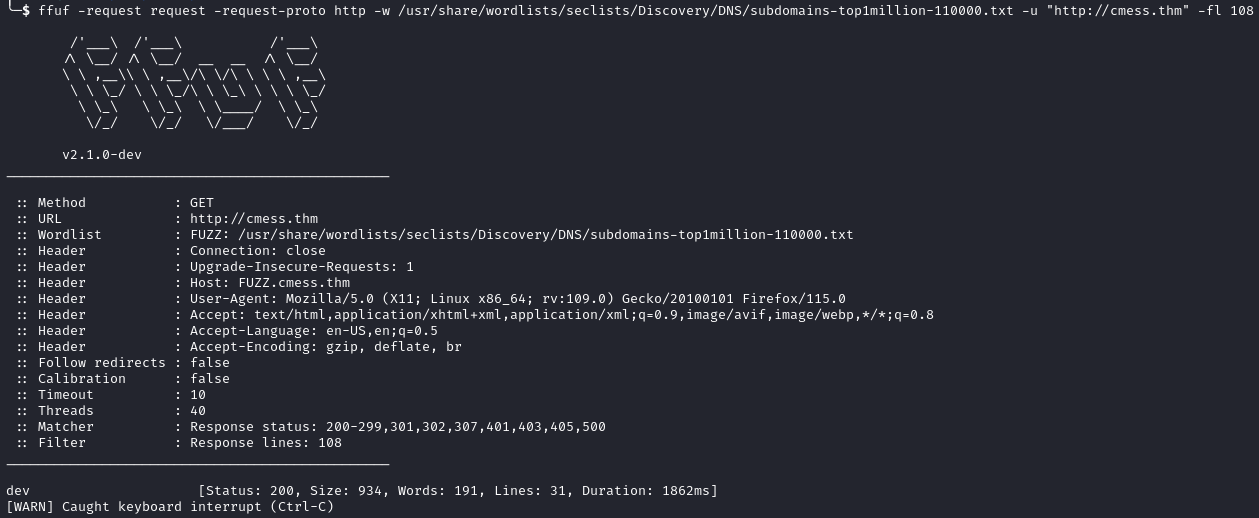 └─$ ffuf -request request -request-proto http -w /usr/share/wordlists/seclists/Discovery/DNS/subdomains-top1million-110000.txt -u "http://cmess.thm" -fl 108
        /'___\  /'___\           /'___\
       /\ \__/ /\ \__/  __  __  /\ \__/
       \ \ ,__\\ \ ,__\/\ \/\ \ \ \ ,__\
        \ \ \_/ \ \ \_/\ \ \_\ \ \ \ \_/
         \ \_\   \ \_\  \ \____/  \ \_\
          \/_/    \/_/   \/___/    \/_/
       v2.1.0-dev
________________________________________________
 :: Method           : GET
 :: URL              : http://cmess.thm
 :: Wordlist         : FUZZ: /usr/share/wordlists/seclists/Discovery/DNS/subdomains-top1million-110000.txt
 :: Header           : Connection: close
 :: Header           : Upgrade-Insecure-Requests: 1
 :: Header           : Host: FUZZ.cmess.thm
 :: Header           : User-Agent: Mozilla/5.0 (X11; Linux x86_64; rv:109.0) Gecko/20100101 Firefox/115.0
 :: Header           : Accept: text/html,application/xhtml+xml,application/xml;q=0.9,image/avif,image/webp,*/*;q=0.8
 :: Header           : Accept-Language: en-US,en;q=0.5
 :: Header           : Accept-Encoding: gzip, deflate, br
 :: Follow redirects : false
 :: Calibration      : false
 :: Timeout          : 10
 :: Threads          : 40
 :: Matcher          : Response status: 200-299,301,302,307,401,403,405,500
 :: Filter           : Response lines: 108
________________________________________________
dev                     [Status: 200, Size: 934, Words: 191, Lines: 31, Duration: 1862ms]
[WARN] Caught keyboard interrupt (Ctrl-C)